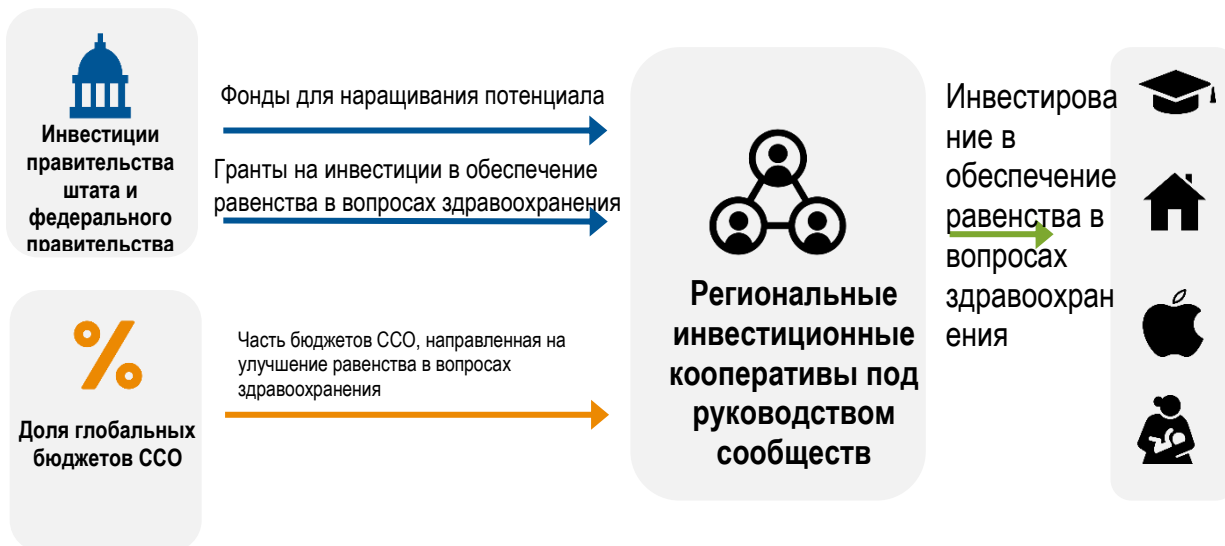 Инвестиции
правительства
штата и
федерального
правительства
Фонды для наращивания потенциала
Гранты на инвестиции в обеспечение
равенства в вопросах здравоохранения
%
Доля глобальных
бюджетов ССО
Часть бюджетов ССО, направленная на
улучшение равенства в вопросах
здравоохранения
Региональные
инвестиционные
кооперативы под
руководством
сообществ
Инвестирова
ние в
обеспечение
равенства в
вопросах
здравоохран
ения